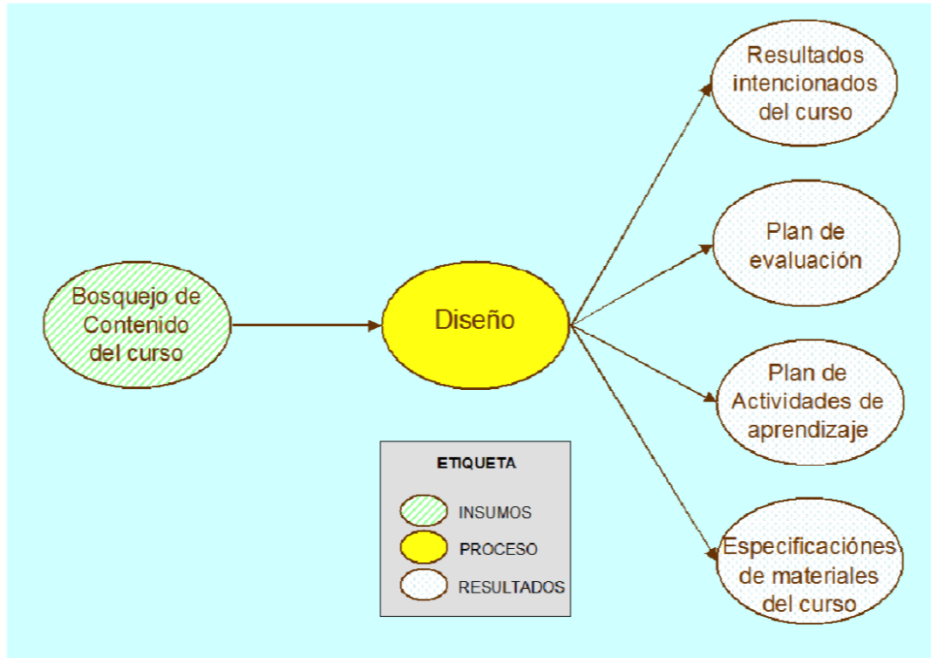 Bosquejo de
Contenido
del curso
Diseño
Resultados
intencionados
del curso
Plan de
evaluación
Plan de
Actividades de
aprendizaje
Especificaciónes
de materiales
del curso
ETIQUETA
INSUMOS
PROCESO
RESULTADOS